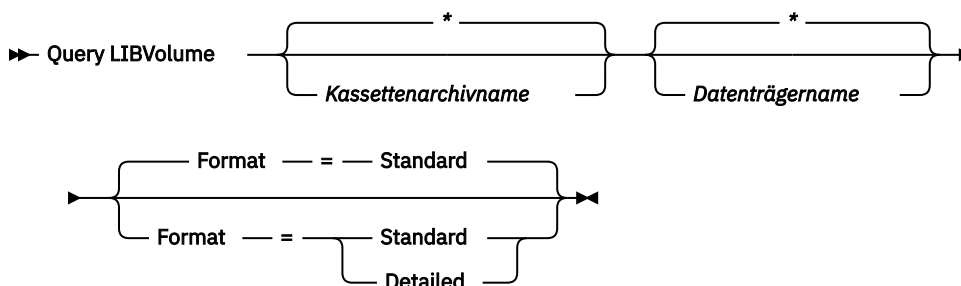 * *
Query LIBVolume
Kassettenarchivname Datenträgername
Format = Standard
Format = Standard
Detailed